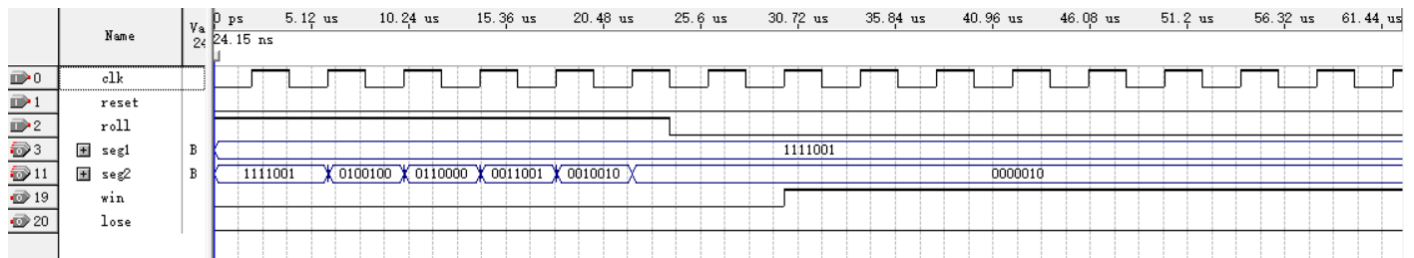 0 ps 5.12 us 10.24 us 15.36 us 20.48 us 25.6 us 30.72 us 35.84 us 40.96 us 46.08 us 51.2 us 56.32 us 61.44 us
Name Va
24 24.15 ns
0 clk
1 reset
2 roll
3 seg1 B 1111001
11 seg2 B 1111001 0100100 0110000 0011001 0010010 0000010
19 win
20 lose